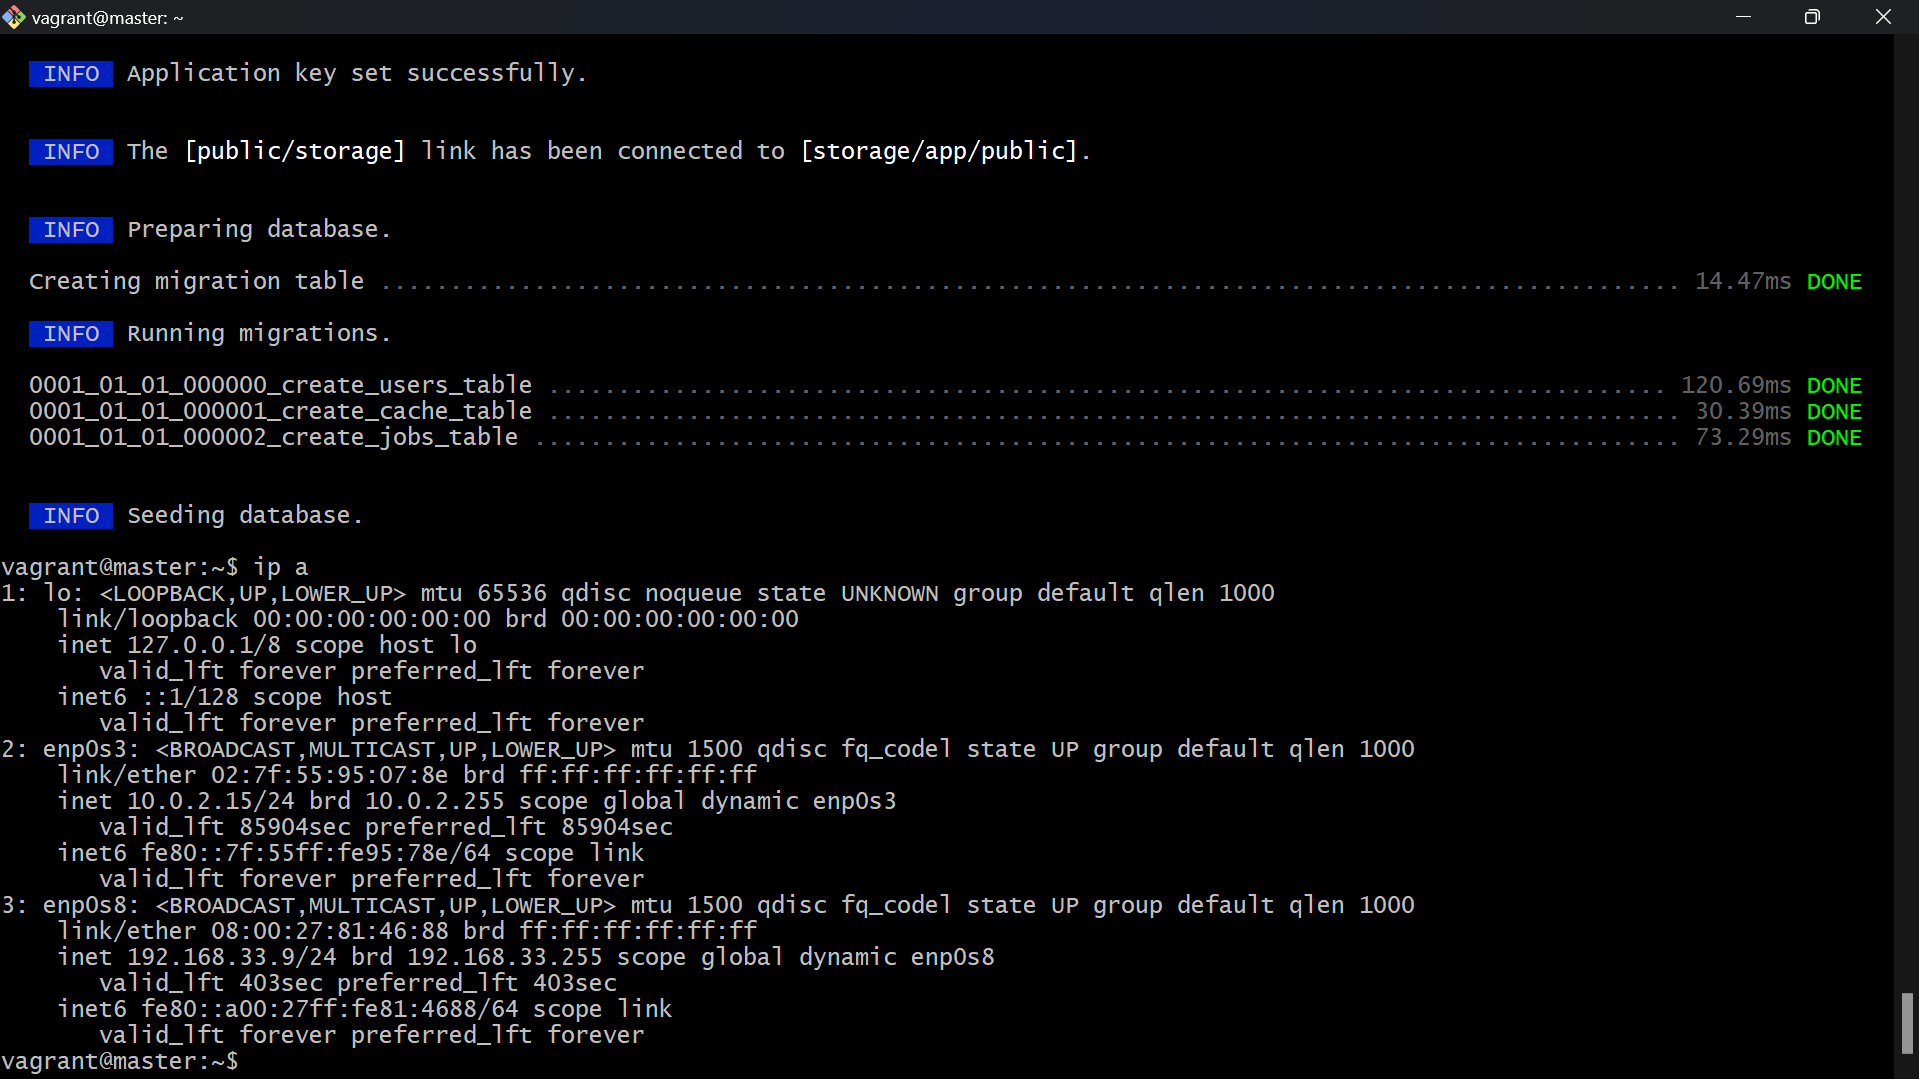 vagrant@master: ~
INFO Application key set successfully.
INFO The [public/storage] link has been connected to [storage/app/public].
INFO Preparing database.
Creating migration table ............................................................................................. 14.47ms DONE
INFO Running migrations.
0001_01_01_000000_create_users_table ................................................................................ 120.69ms DONE
0001_01_01_000001_create_cache_table ................................................................................. 30.39ms DONE
0001_01_01_000002_create_jobs_table .................................................................................. 73.29ms DONE
INFO Seeding database.
vagrant@master:~$ ip a
1: lo: <LOOPBACK,UP,LOWER_UP> mtu 65536 qdisc noqueue state UNKNOWN group default qlen 1000
link/loopback 00:00:00:00:00:00 brd 00:00:00:00:00:00
inet 127.0.0.1/8 scope host lo
valid_lft forever preferred_lft forever
inet6 ::1/128 scope host
valid_lft forever preferred_lft forever
2: enp0s3: <BROADCAST,MULTICAST,UP,LOWER_UP> mtu 1500 qdisc fq_codel state UP group default qlen 1000
link/ether 02:7f:55:95:07:8e brd ff:ff:ff:ff:ff:ff
inet 10.0.2.15/24 brd 10.0.2.255 scope global dynamic enp0s3
valid_lft 85904sec preferred_lft 85904sec
inet6 fe80::7f:55ff:fe95:78e/64 scope link
valid_lft forever preferred_lft forever
3: enp0s8: <BROADCAST,MULTICAST,UP,LOWER_UP> mtu 1500 qdisc fq_codel state UP group default qlen 1000
link/ether 08:00:27:81:46:88 brd ff:ff:ff:ff:ff:ff
inet 192.168.33.9/24 brd 192.168.33.255 scope global dynamic enp0s8
valid_lft 403sec preferred_lft 403sec
inet6 fe80::a00:27ff:fe81:4688/64 scope link
valid_lft forever preferred_lft forever
vagrant@master:~$